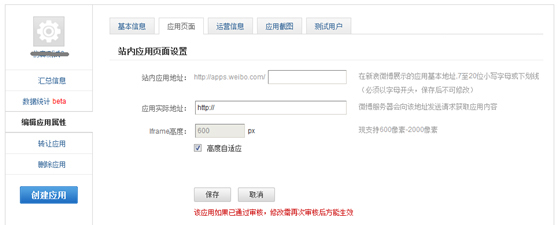 基本信息
应用页面
运营信息
应用截图
测试用户
汇总信息
数据统计 beta
编辑应用属性
转让应用
删除应用
创建应用
站内应用页面设置
站内应用地址: http://apps.weibo.com/
在新浪微博展示的应用基本地址,7至20位小写字母或下划线
(必须以字母开头,保存后不可修改)
应用实际地址: http://
微博服务器会向该地址发送请求获取应用内容
Iframe高度: 600 px
现支持600像素-2000像素
高度自适应
保存
取消
该应用如果已通过审核,修改需再次审核后方能生效